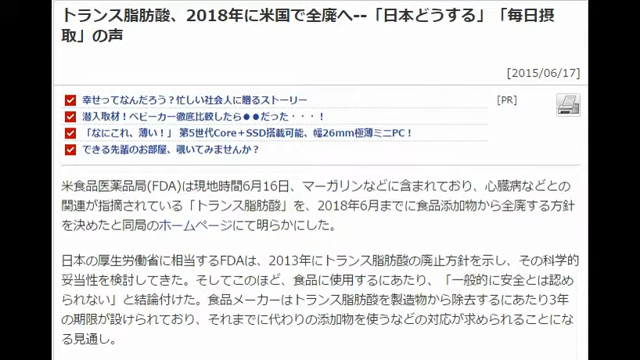 トランス脂肪酸、2018年に米国で全廃へ--「日本どうする」「毎日摂
取」の声
[2015/06/17]
幸せってなんだろう？忙しい社会人に贈るストーリー
[PR]
潜入取材！ベビーカー徹底比較したら●●だった・・・！
「なにこれ、薄い！」 第5世代Core＋SSD搭載可能、幅26mm極薄ミニPC！
できる先輩のお部屋、覗いてみませんか？
米食品医薬品局(FDA)は現地時間6月16日、マーガリンなどに含まれており、心臓病などとの
関連が指摘されている「トランス脂肪酸」を、2018年6月までに食品添加物から全廃する方針
を決めたと同局のホームページにて明らかにした。
日本の厚生労働省に相当するFDAは、2013年にトランス脂肪酸の廃止方針を示し、その科学的
妥当性を検討してきた。そしてこのほど、食品に使用するにあたり、「一般的に安全とは認め
られない」と結論付けた。食品メーカーはトランス脂肪酸を製造物から除去するにあたり3年
の期限が設けられており、それまでに代わりの添加物を使うなどの対応が求められることにな
る見通し。